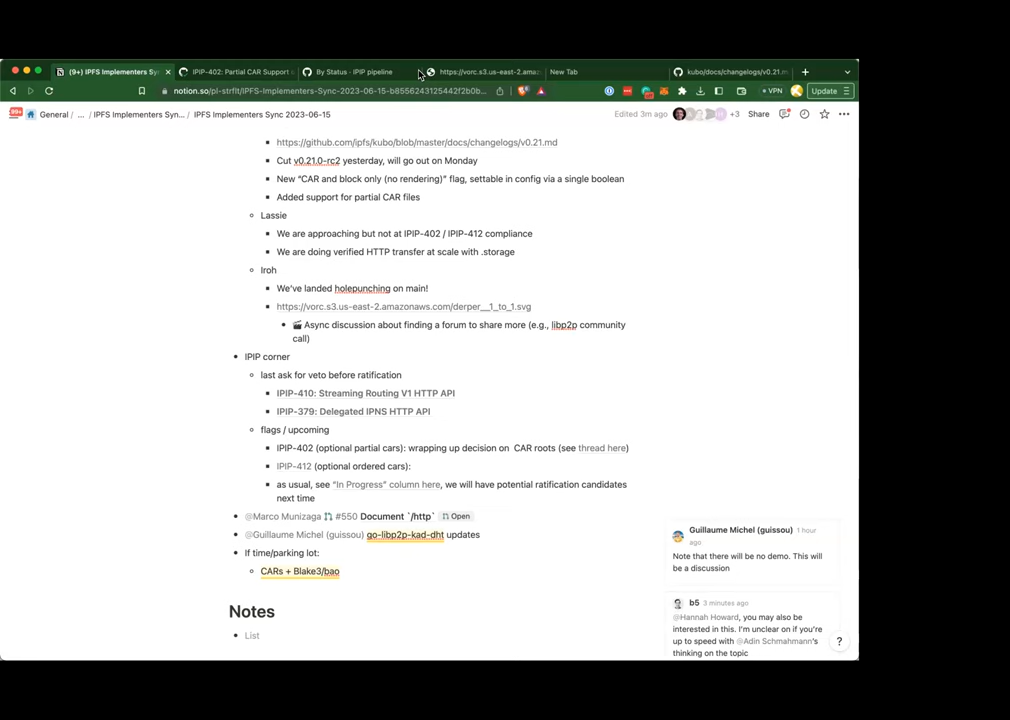 (9+) IPFS Implementers Sy
IPIP-402: Partial CAR Support
By Status · IPIP pipeline
https://vorc.s3.us-east-2.amaz
New Tab
kubo/docs/changelogs/v0.21.m
notion.so/pl-strflt/IPFS-Implementers-Sync-2023-06-15-b8556243125442f2b0b...
VPN
Update
99+
General / ... / IPFS Implementers Syn... / IPFS Implementers Sync 2023-06-15
Edited 3m ago
+3
Share
https://github.com/ipfs/kubo/blob/master/docs/changelogs/v0.21.md
Cut v0.21.0-rc2 yesterday, will go out on Monday
New “CAR and block only (no rendering)” flag, settable in config via a single boolean
Added support for partial CAR files
Lassie
We are approaching but not at IPIP-402 / IPIP-412 compliance
We are doing verified HTTP transfer at scale with .storage
Iroh
We've landed holepunching on main!
https://vorc.s3.us-east-2.amazonaws.com/derper__1_to_1.svg
🎬 Async discussion about finding a forum to share more (e.g., libp2p community
call)
IPIP corner
last ask for veto before ratification
IPIP-410: Streaming Routing V1 HTTP API
IPIP-379: Delegated IPNS HTTP API
flags / upcoming
IPIP-402 (optional partial cars): wrapping up decision on CAR roots (see thread here)
IPIP-412 (optional ordered cars):
as usual, see “In Progress” column here, we will have potential ratification candidates
next time
@Marco Munizaga #550 Document `/http` Open
@Guillaume Michel (guissou) go-libp2p-kad-dht updates
If time/parking lot:
CARs + Blake3/bao
Notes
List
Guillaume Michel (guissou) 1 hour
ago
Note that there will be no demo. This will
be a discussion
b5 3 minutes ago
@Hannah Howard, you may also be
interested in this. I'm unclear on if you're
up to speed with @Adin Schmahmann's
thinking on the topic
?